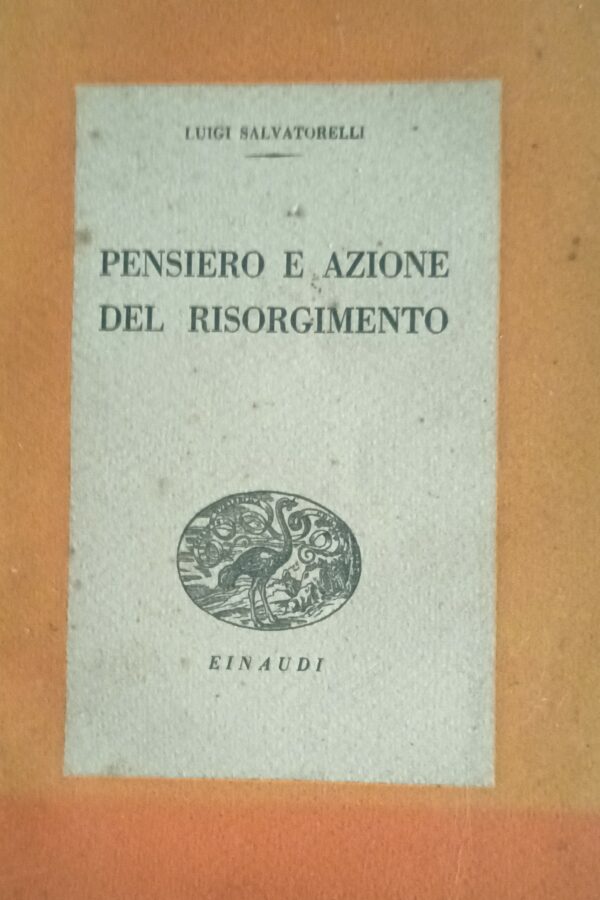 LUIGI SALVATORELLI
PENSIERO E AZIONE
DEL RISORGIMENTO
EINAUDI